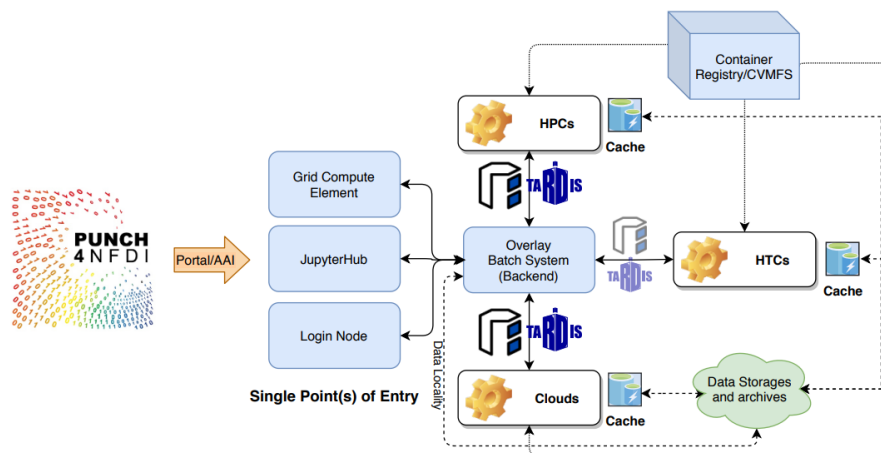 Container
Registry/CVMFS
HPCs
Cache
Grid Compute
Element
TARDIS
PUNCH
4NFDI
Portal/AAI
JupyterHub
Overlay
Batch System
(Backend)
TARDIS
HTCs
Cache
Login Node
TARDIS
Data Locality
Single Point(s) of Entry
Clouds
Cache
Data Storages
and archives